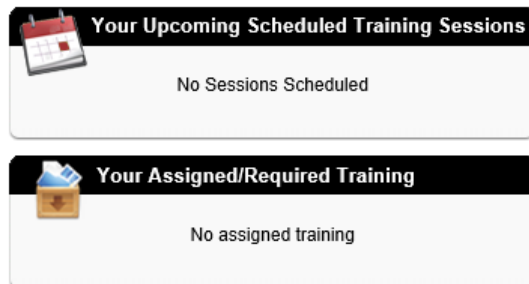 Your Upcoming Scheduled Training Sessions
No Sessions Scheduled
Your Assigned/Required Training
No assigned training